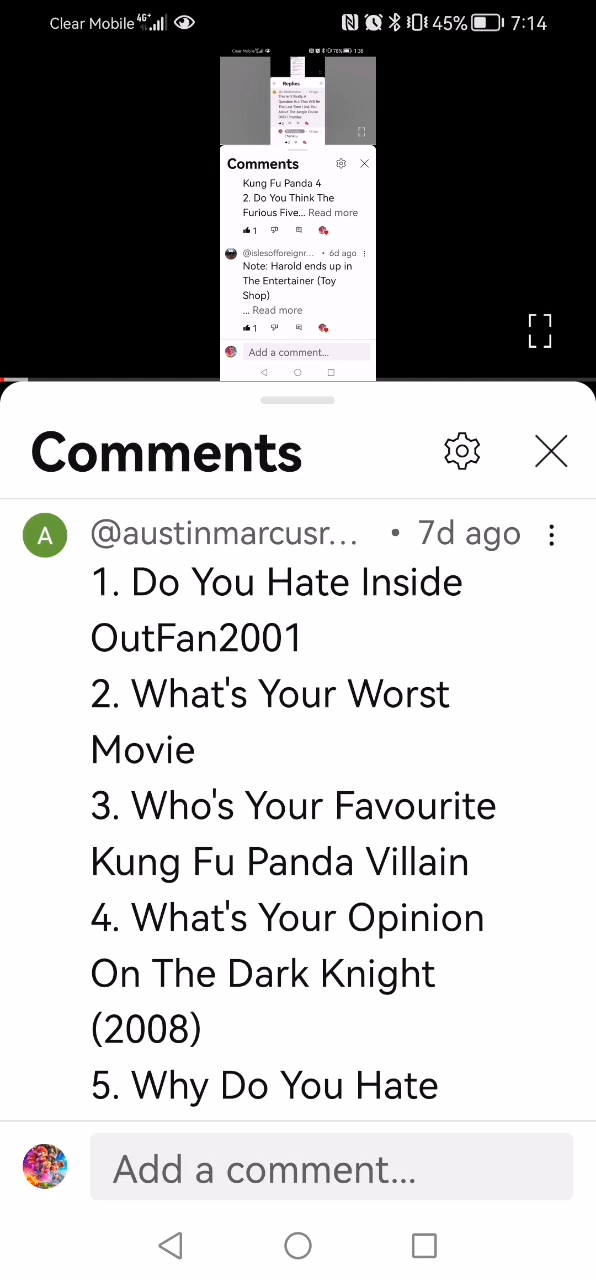 Clear Mobile 4G+ 45% 7:14
Replies
Comments
Kung Fu Panda 4
2. Do You Think The
Furious Five... Read more
1
@islesofforeignr... • 6d ago
Note: Harold ends up in
The Entertainer (Toy
Shop)
... Read more
1
Add a comment...
Comments
A @austinmarcusr... • 7d ago
1. Do You Hate Inside
OutFan2001
2. What's Your Worst
Movie
3. Who's Your Favourite
Kung Fu Panda Villain
4. What's Your Opinion
On The Dark Knight
(2008)
5. Why Do You Hate
Add a comment...